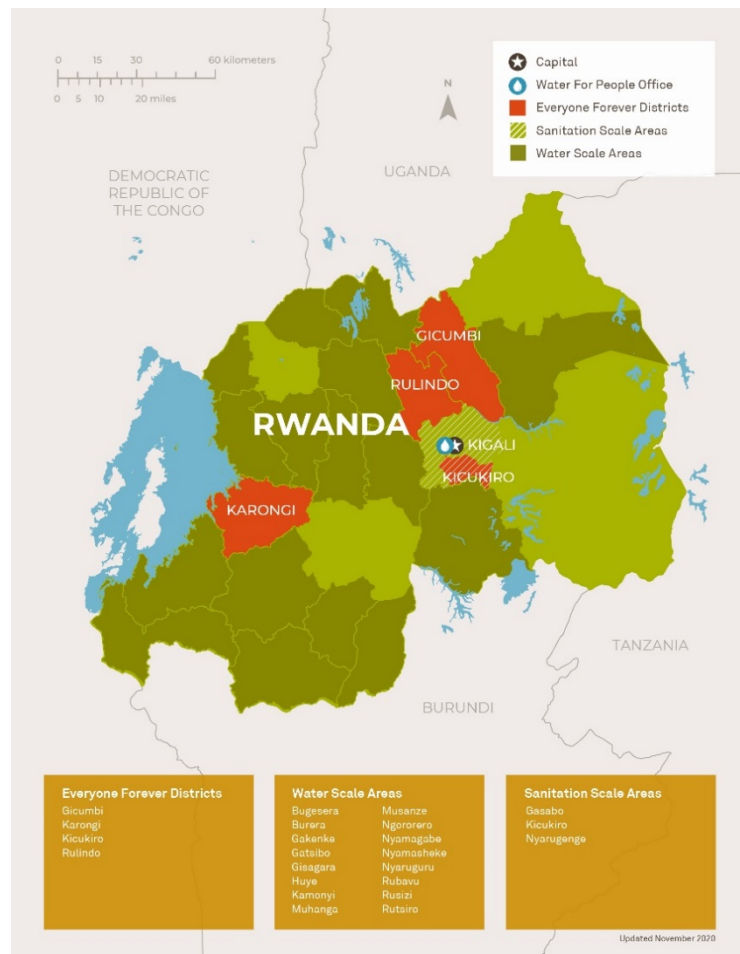 0 15 30 60 kilometers
0 5 10 20 miles
N
Capital
Water For People Office
Everyone Forever Districts
Sanitation Scale Areas
Water Scale Areas
DEMOCRATIC
REPUBLIC OF
THE CONGO
UGANDA
GICUMBI
RULINDO
RWANDA
KIGALI
KICUKIRO
KARONGI
TANZANIA
BURUNDI
Everyone Forever Districts
Gicumbi
Karongi
Kicukiro
Rulindo
Water Scale Areas
Bugesera
Burera
Gakenke
Gatsibo
Gisagara
Huye
Kamonyi
Muhanga
Musanze
Ngororero
Nyamagabe
Nyamasheke
Nyaruguru
Rubavu
Rusizi
Rutsiro
Sanitation Scale Areas
Gasabo
Kicukiro
Nyarugenge
Updated November 2020